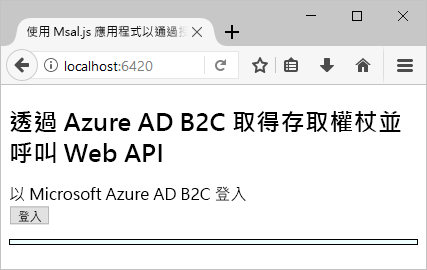 使用 Msal.js 應用程式以通過
localhost:6420
透過 Azure AD B2C 取得存取權杖並
呼叫 Web API
以 Microsoft Azure AD B2C 登入
登入